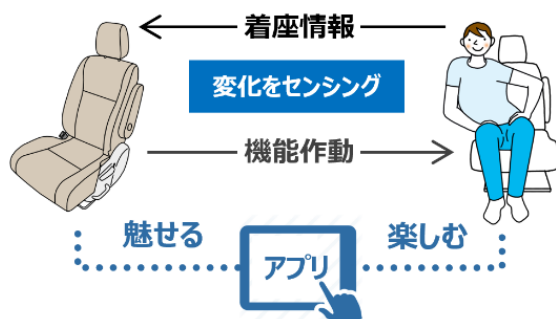 着座情報
変化をセンシング
機能作動
魅せる
楽しむ
アプリ